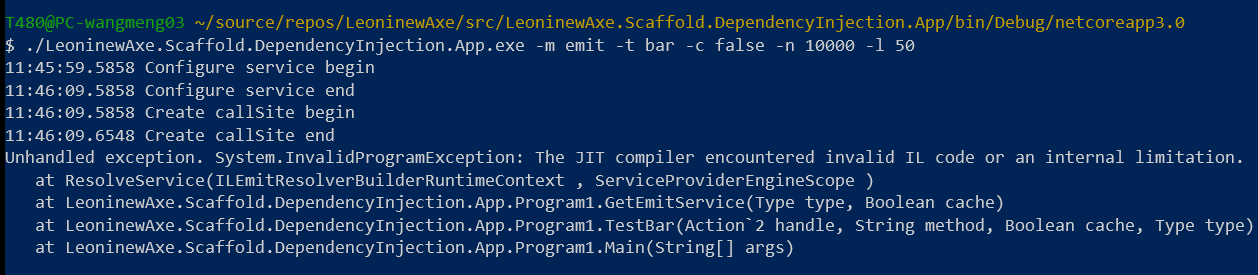 T480@PC-wangmeng03 ~/source/repos/LeoninewAxe/src/LeoninewAxe.Scaffold.DependencyInjection.App/bin/Debug/netcoreapp3.0
$ ./LeoninewAxe.Scaffold.DependencyInjection.App.exe -m emit -t bar -c false -n 10000 -l 50
11:45:59.5858 Configure service begin
11:46:09.5858 Configure service end
11:46:09.5858 Create callSite begin
11:46:09.6548 Create callSite end
Unhandled exception. System.InvalidProgramException: The JIT compiler encountered invalid IL code or an internal limitation.
   at ResolveService(ILEmitResolverBuilderRuntimeContext , ServiceProviderEngineScope )
   at LeoninewAxe.Scaffold.DependencyInjection.App.Program1.GetEmitService(Type type, Boolean cache)
   at LeoninewAxe.Scaffold.DependencyInjection.App.Program1.TestBar(Action`2 handle, String method, Boolean cache, Type type)
   at LeoninewAxe.Scaffold.DependencyInjection.App.Program1.Main(String[] args)